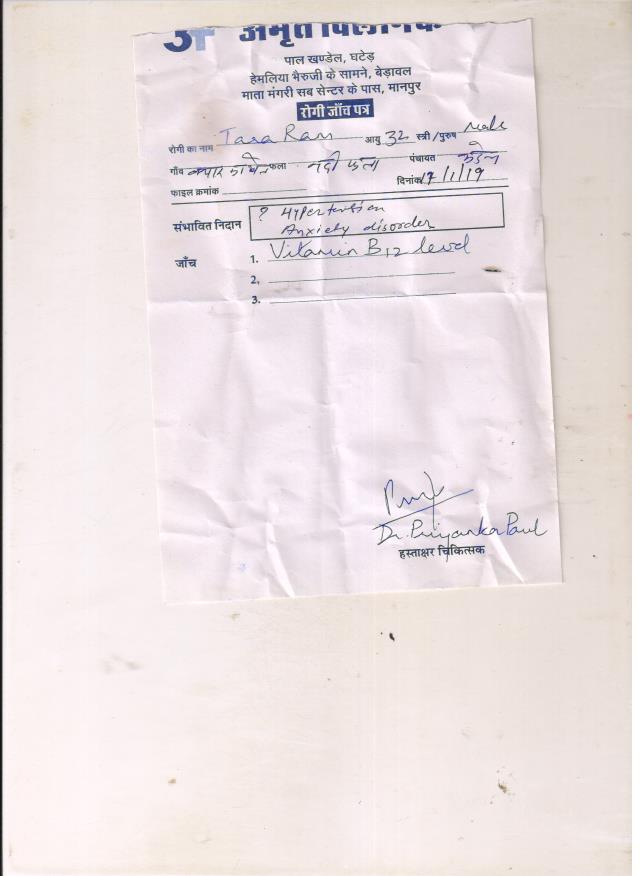 अमृत क्लिनिक
पाल खण्डेल, घटेड़
हेमलिया भैरुजी के सामने, बेड़ावल
माता मंगरी सब सेन्टर के पास, मानपुर
रोगी जाँच पत्र
रोगी का नाम Tara Ram आयु 32 स्त्री/पुरुष Male
गाँव फला नदी फला पंचायत
फाइल क्रमांक दिनांक 17/1/19
संभावित निदान ? Hypertension
Anxiety disorder
जाँच 1. Vitamin B12 level
2.
3.
Dr. Priyanka Paul
हस्ताक्षर चिकित्सक